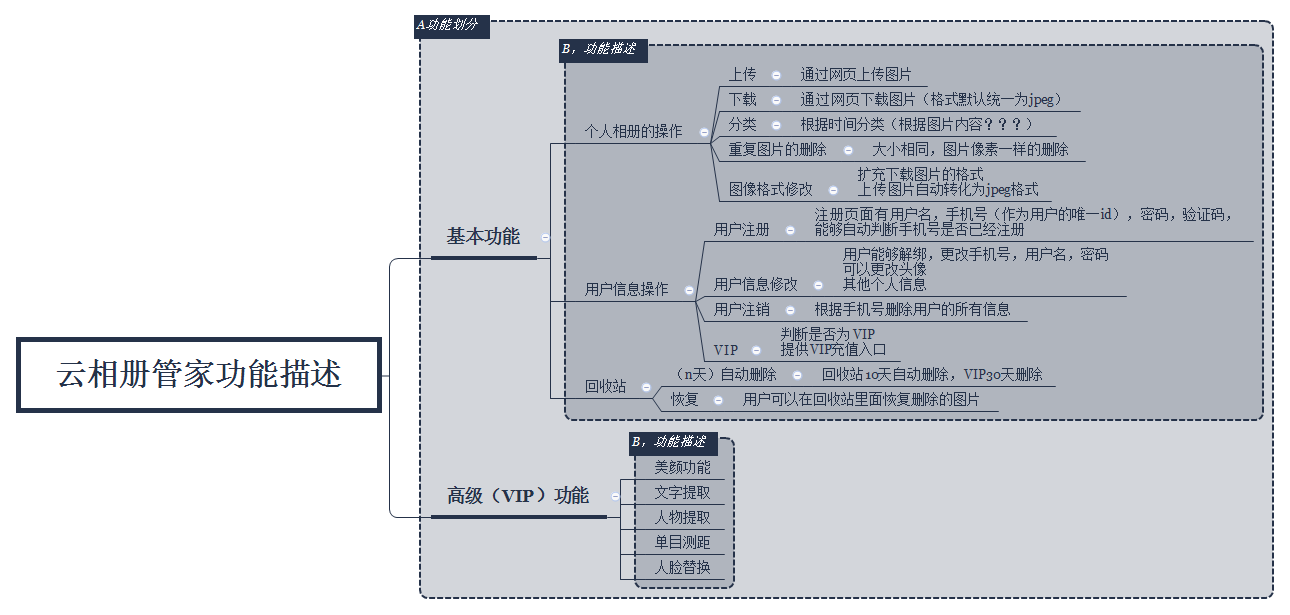 A功能划分
B，功能描述
上传
通过网页上传图片
下载
通过网页下载图片（格式默认统一为jpeg）
个人相册的操作
分类
根据时间分类（根据图片内容？？？）
重复图片的删除
大小相同，图片像素一样的删除
图像格式修改
扩充下载图片的格式
上传图片自动转化为jpeg格式
基本功能
用户注册
注册页面有用户名，手机号（作为用户的唯一id），密码，验证码，
能够自动判断手机号是否已经注册
用户信息操作
用户信息修改
用户能够解绑，更改手机号，用户名，密码
可以更改头像
其他个人信息
用户注销
根据手机号删除用户的所有信息
VIP
判断是否为VIP
提供VIP充值入口
云相册管家功能描述
回收站
（n天）自动删除
回收站10天自动删除，VIP30天删除
恢复
用户可以在回收站里面恢复删除的图片
B，功能描述
高级（VIP）功能
美颜功能
文字提取
人物提取
单目测距
人脸替换